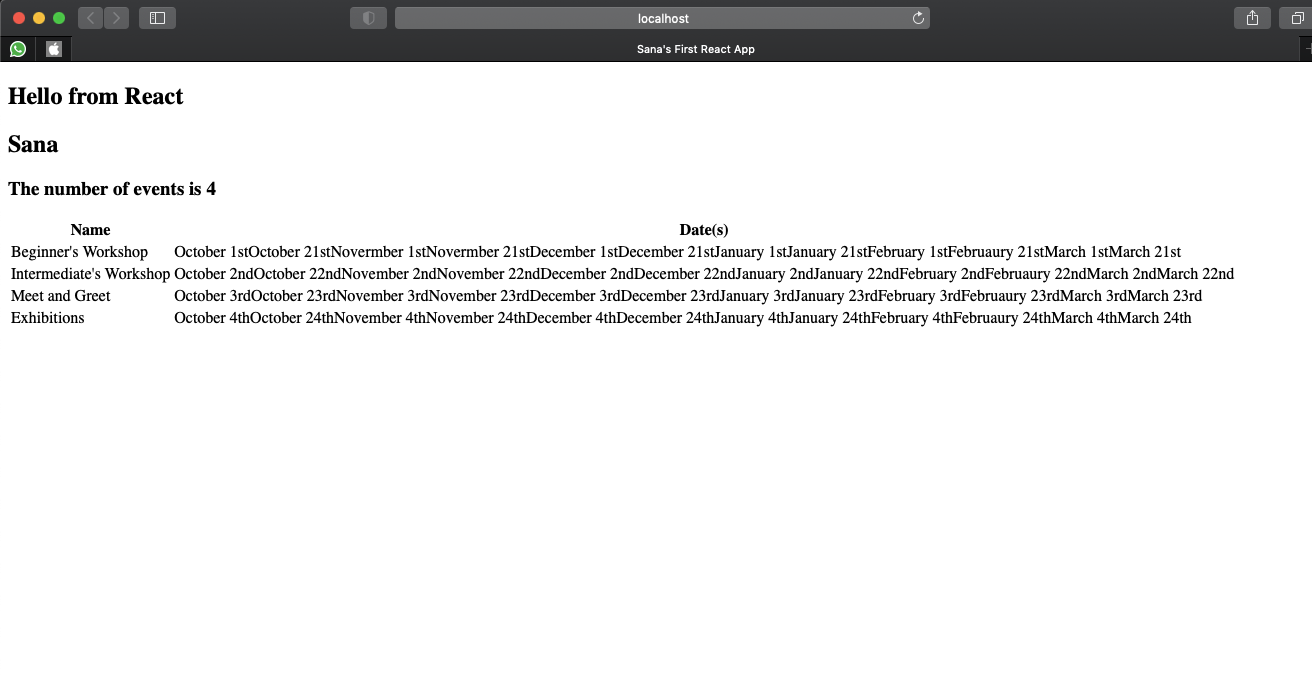 localhost
Sana's First React App
Hello from React
Sana
The number of events is 4
Name Date(s)
Beginner's Workshop October 1stOctober 21stNovermber 1stNovermber 21stDecember 1stDecember 21stJanuary 1stJanuary 21stFebruary 1stFebruaury 21stMarch 1stMarch 21st
Intermediate's Workshop October 2ndOctober 22ndNovember 2ndNovember 22ndDecember 2ndDecember 22ndJanuary 2ndJanuary 22ndFebruary 2ndFebruaury 22ndMarch 2ndMarch 22nd
Meet and Greet October 3rdOctober 23rdNovember 3rdNovember 23rdDecember 3rdDecember 23rdJanuary 3rdJanuary 23rdFebruary 3rdFebruaury 23rdMarch 3rdMarch 23rd
Exhibitions October 4thOctober 24thNovember 4thNovember 24thDecember 4thDecember 24thJanuary 4thJanuary 24thFebruary 4thFebruaury 24thMarch 4thMarch 24th